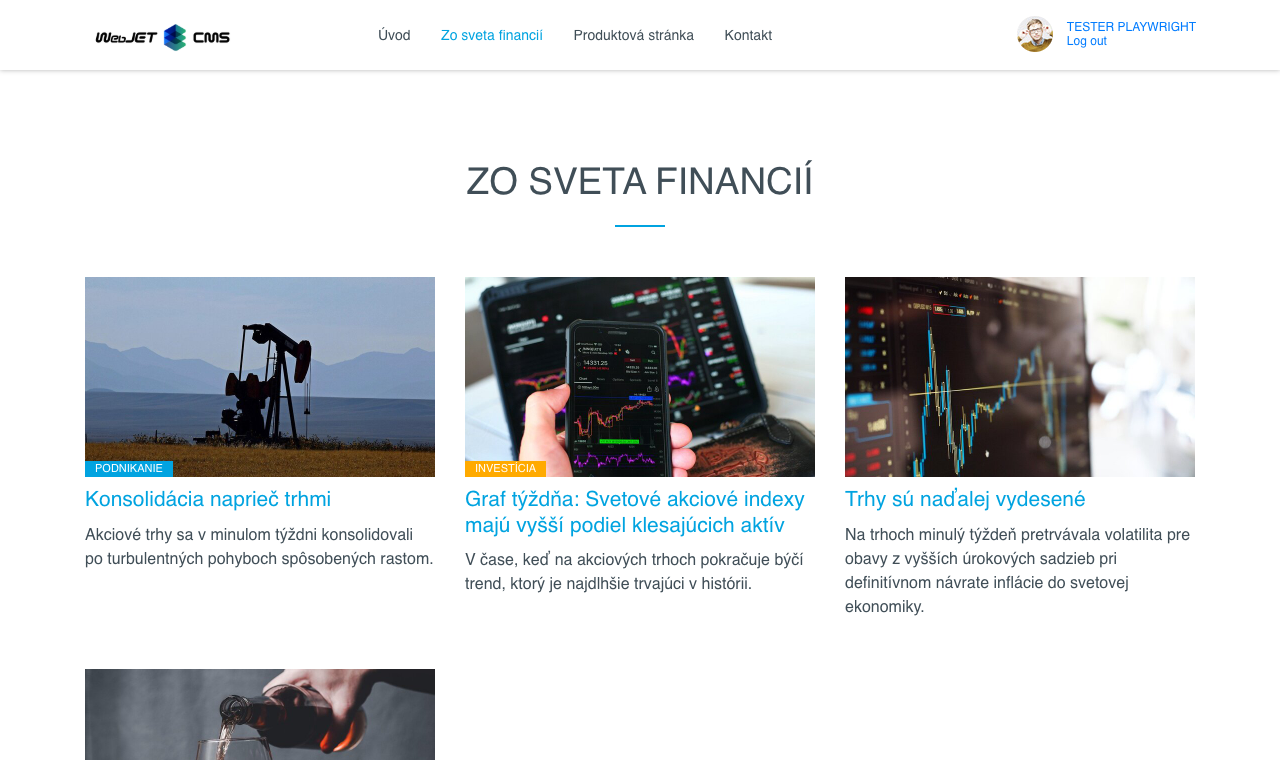 WebJET CMS
Úvod
Zo sveta financií
Produktová stránka
Kontakt
TESTER PLAYWRIGHT
Log out
ZO SVETA FINANCIÍ
14331.25
PODNIKANIE
INVESTÍCIA
Konsolidácia naprieč trhmi
Akciové trhy sa v minulom týždni konsolidovali
po turbulentných pohyboch spôsobených rastom.
Graf týždňa: Svetové akciové indexy
majú vyšší podiel klesajúcich aktív
V čase, keď na akciových trhoch pokračuje býčí
trend, ktorý je najdlhšie trvajúci v histórii.
Trhy sú naďalej vydesené
Na trhoch minulý týždeň pretrvávala volatilita pre
obavy z vyšších úrokových sadzieb pri
definitívnom návrate inflácie do svetovej
ekonomiky.